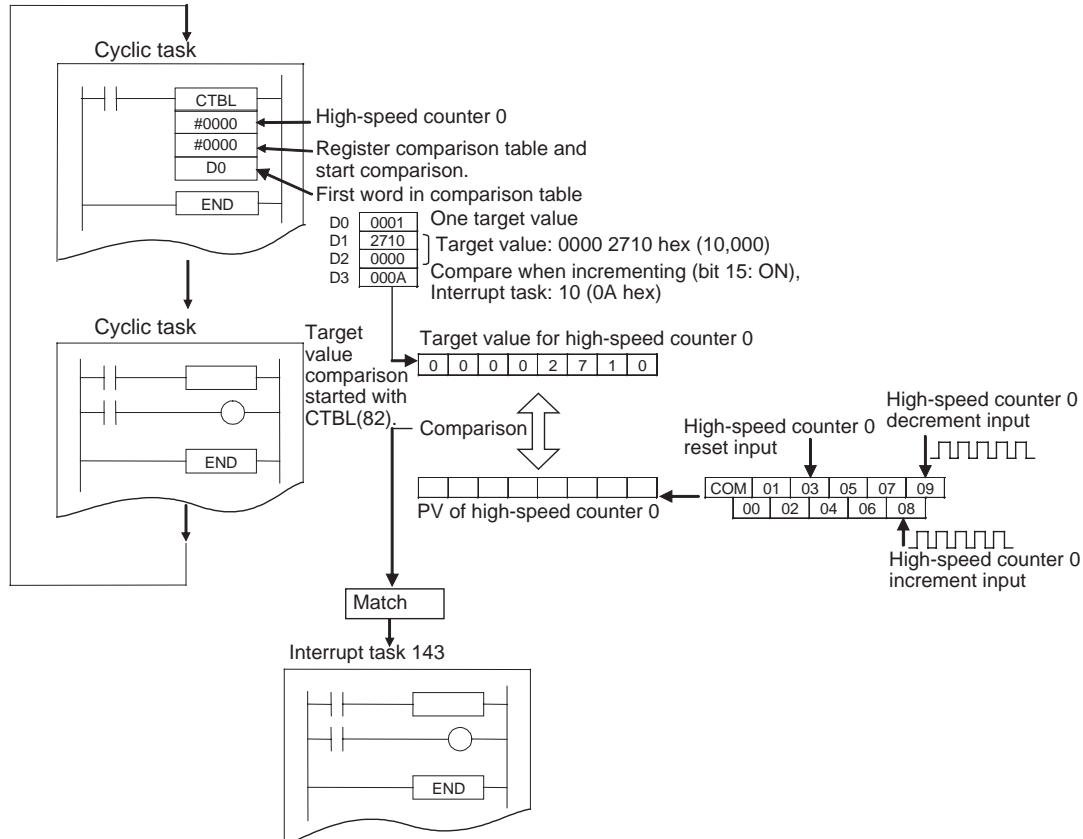 Cyclic task
CTBL
#0000
#0000
D0
END
High-speed counter 0
Register comparison table and
start comparison.
First word in comparison table
D0 0001 One target value
D1 2710 Target value: 0000 2710 hex (10,000)
D2 0000
D3 000A Compare when incrementing (bit 15: ON),
Interrupt task: 10 (0A hex)
Cyclic task
END
Target
value
comparison
started with
CTBL(82).
Target value for high-speed counter 0
0 0 0 0 2 7 1 0
Comparison
PV of high-speed counter 0
High-speed counter 0
reset input
High-speed counter 0
decrement input
COM 01 03 05 07 09
00 02 04 06 08
High-speed counter 0
increment input
Match
Interrupt task 143
END